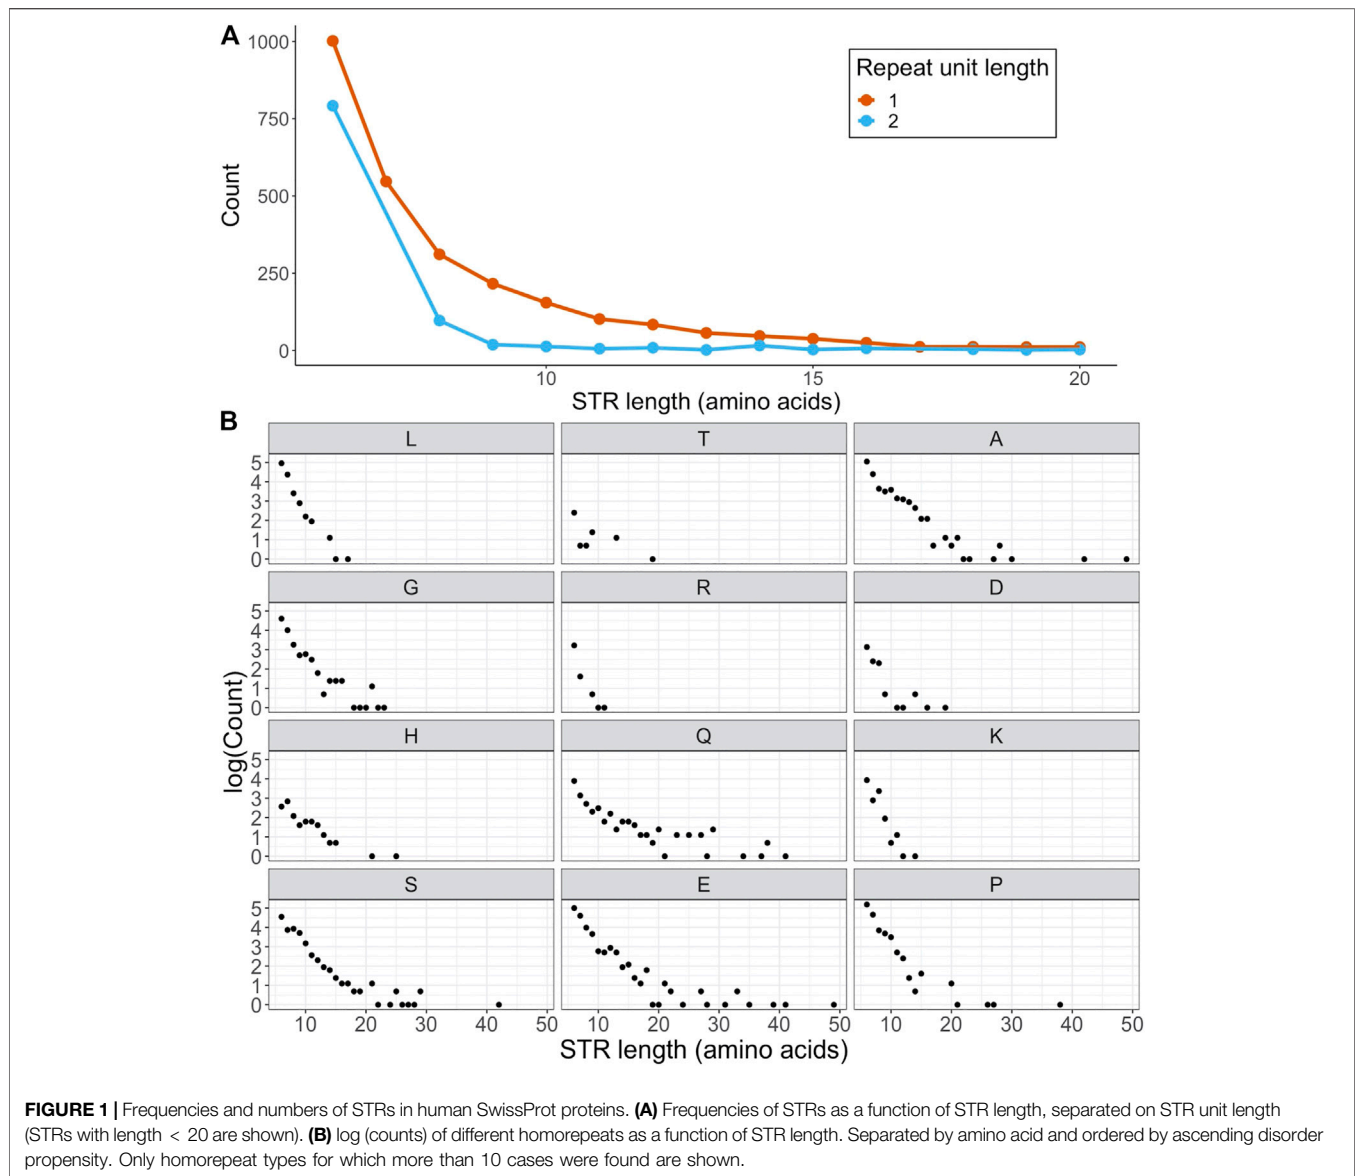 A
1000
750
500
250
0
Count
10
15
20
STR length (amino acids)
Repeat unit length
1
2
B
L
T
A
5
4
3
2
1
0
G
R
D
5
4
3
2
1
0
H
Q
K
5
4
3
2
1
0
S
E
P
5
4
3
2
1
0
log(Count)
10 20 30 40 50 10 20 30 40 50 10 20 30 40 50
STR length (amino acids)
FIGURE 1 | Frequencies and numbers of STRs in human SwissProt proteins. (A) Frequencies of STRs as a function of STR length, separated on STR unit length
(STRs with length < 20 are shown). (B) log (counts) of different homorepeats as a function of STR length. Separated by amino acid and ordered by ascending disorder
propensity. Only homorepeat types for which more than 10 cases were found are shown.